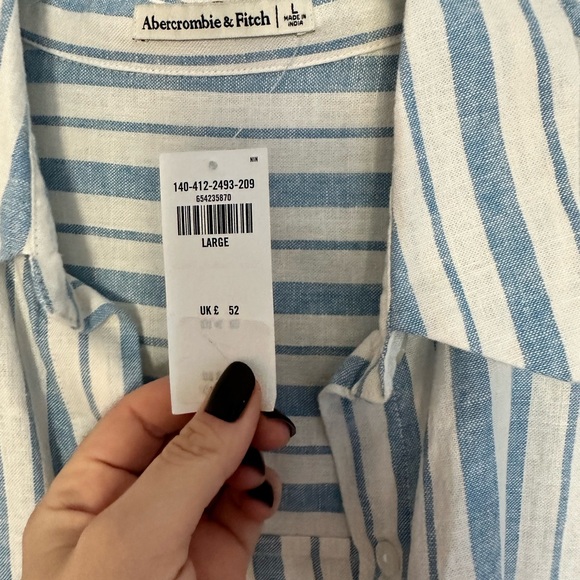 Abercrombie & Fitch
L
MADE IN
INDIA
NIN
140-412-2493-209
654235870
LARGE
UK £ 52